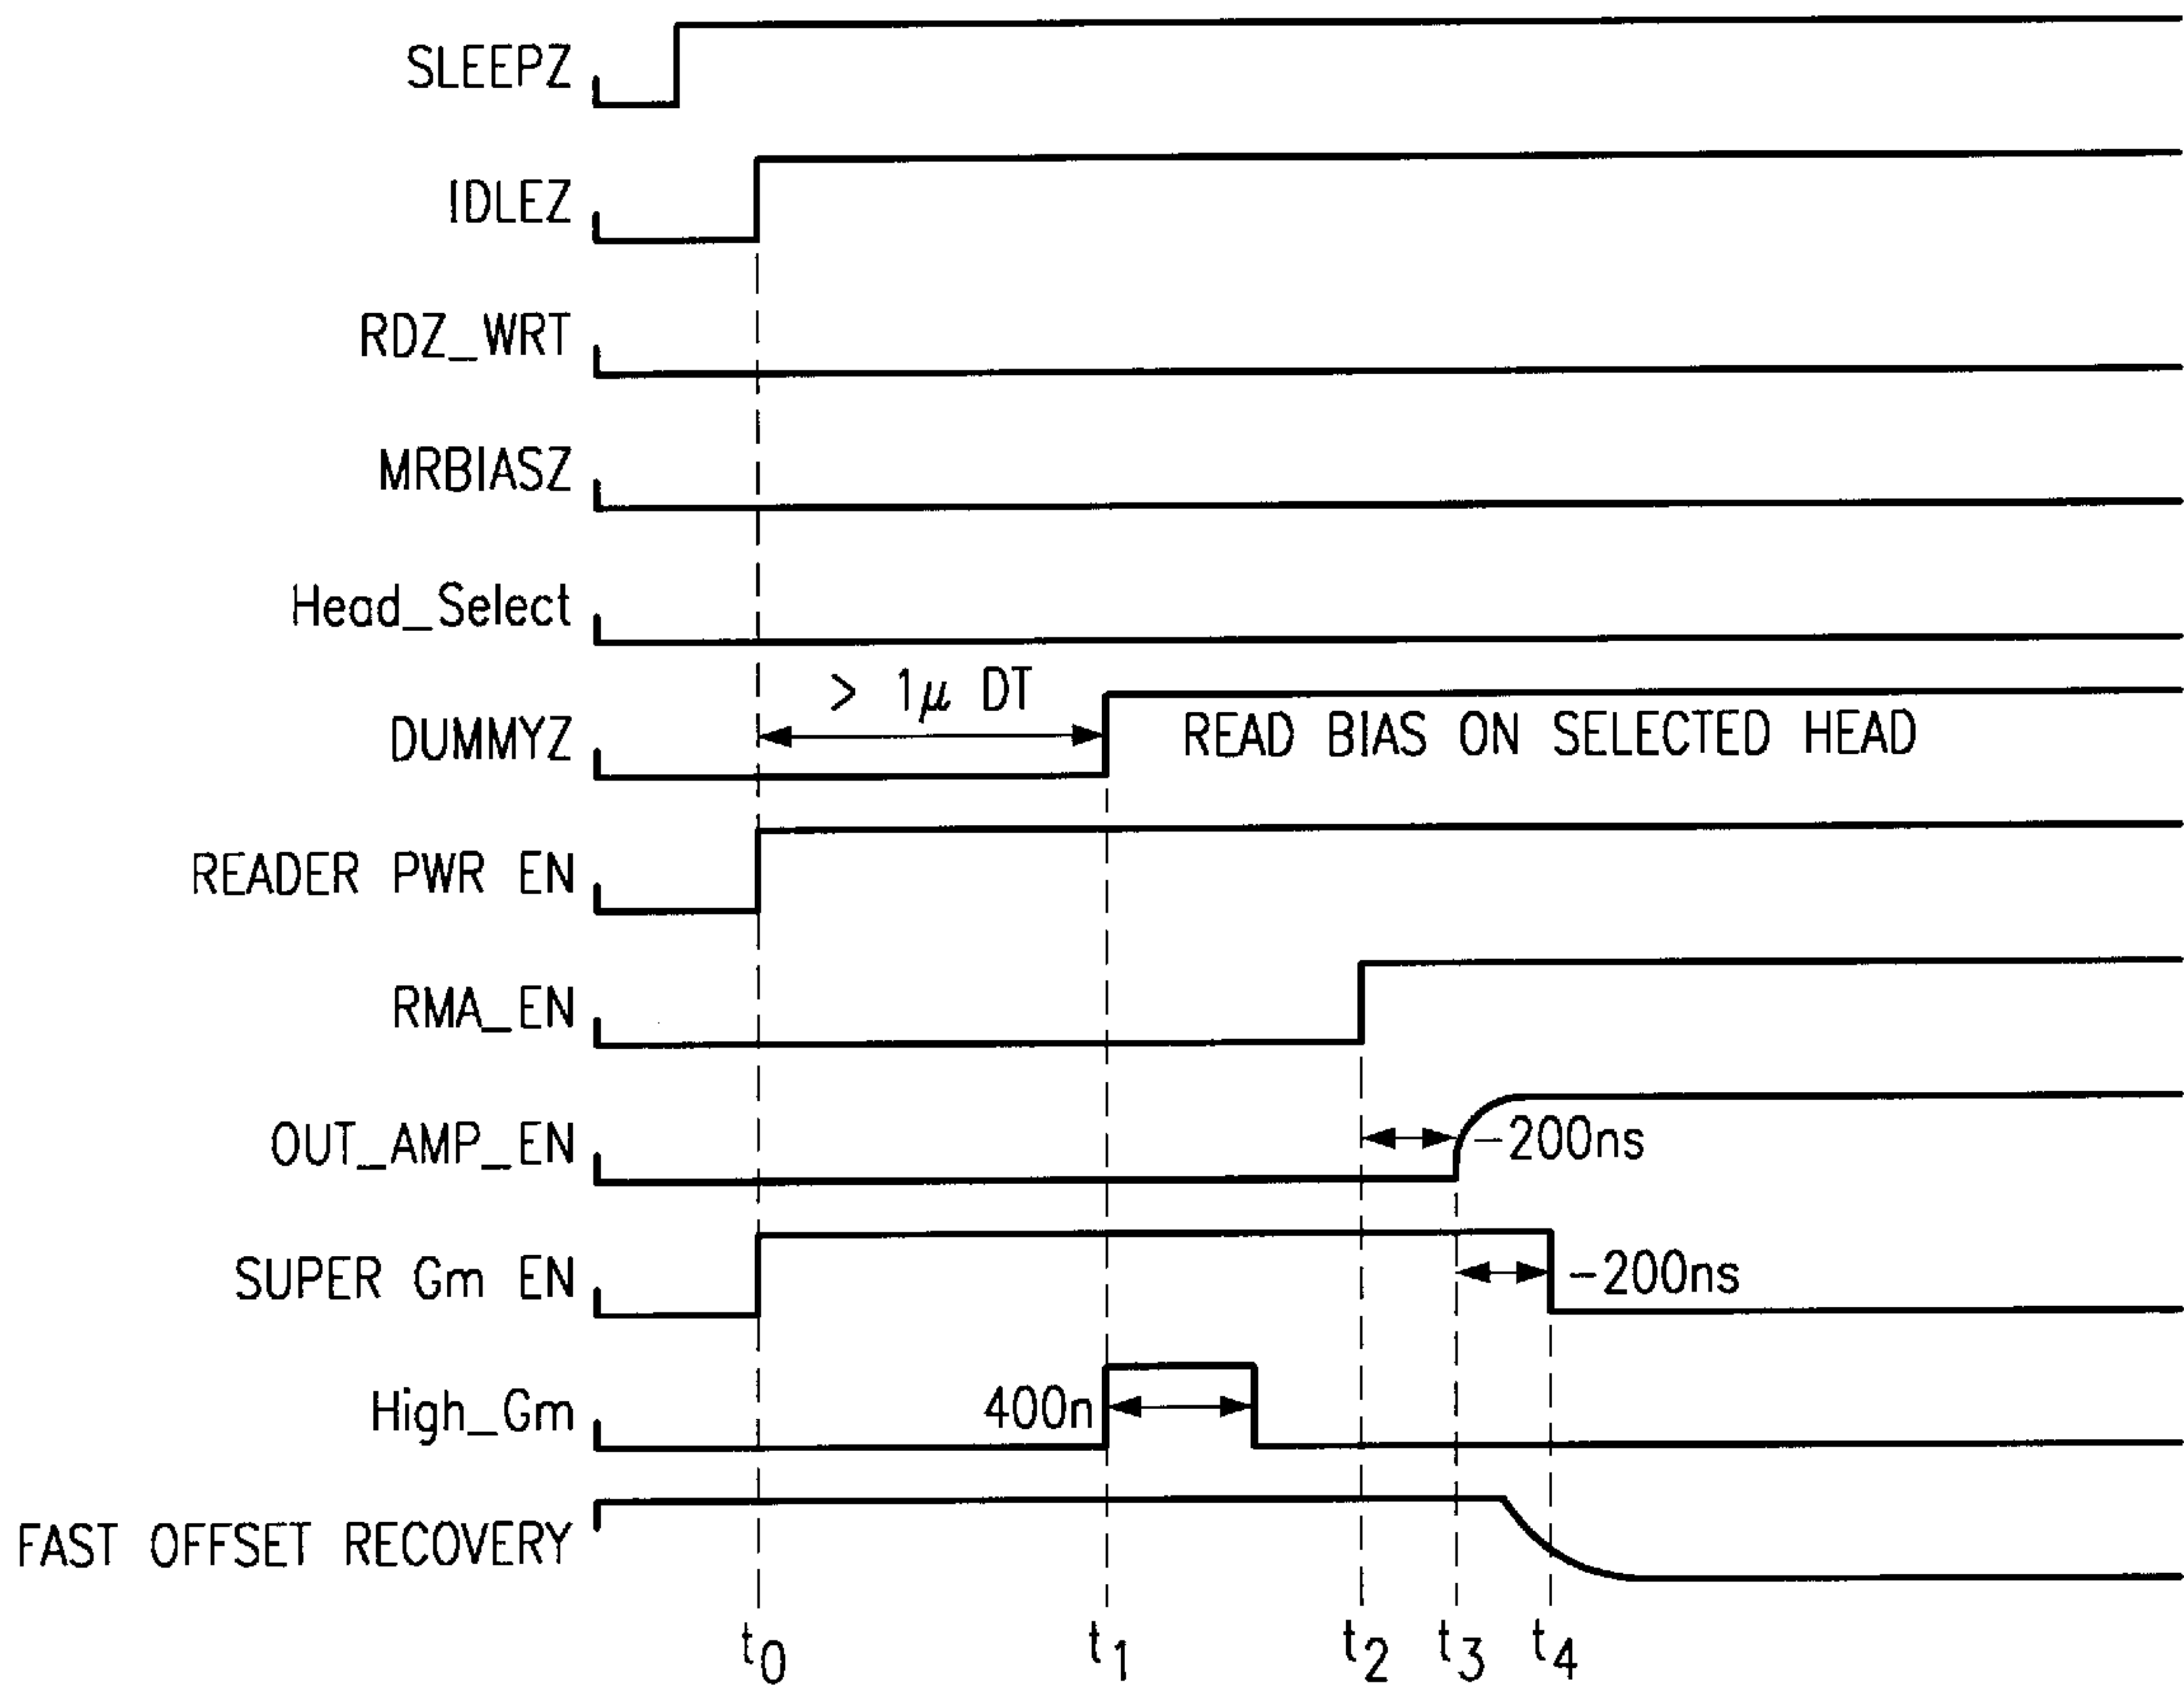 SLEEPZ
IDLEZ
RDZ_WRT
MRBIASZ
Head_Select
> 1μ DT
DUMMYZ
READ BIAS ON SELECTED HEAD
READER PWR EN
RMA_EN
OUT_AMP_EN
-200ns
SUPER Gm EN
-200ns
High_Gm
400n
FAST OFFSET RECOVERY
t0
t1
t2
t3
t4